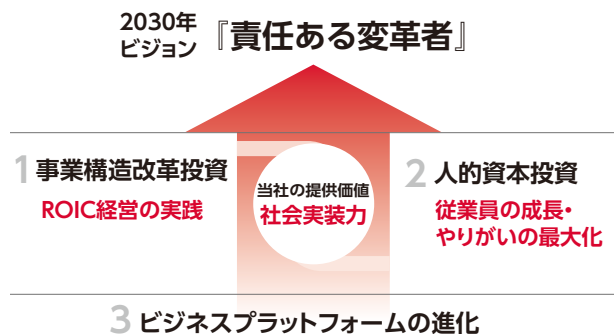 2030年
ビジョン
『責任ある変革者』
1 事業構造改革投資
ROIC経営の実践
当社の提供価値
社会実装力
2 人的資本投資
従業員の成長・
やりがいの最大化
3 ビジネスプラットフォームの進化